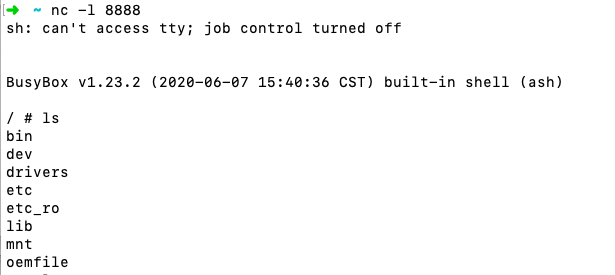 ➜  ~ nc -l 8888
sh: can't access tty; job control turned off
BusyBox v1.23.2 (2020-06-07 15:40:36 CST) built-in shell (ash)
/ # ls
bin
dev
drivers
etc
etc_ro
lib
mnt
oemfile